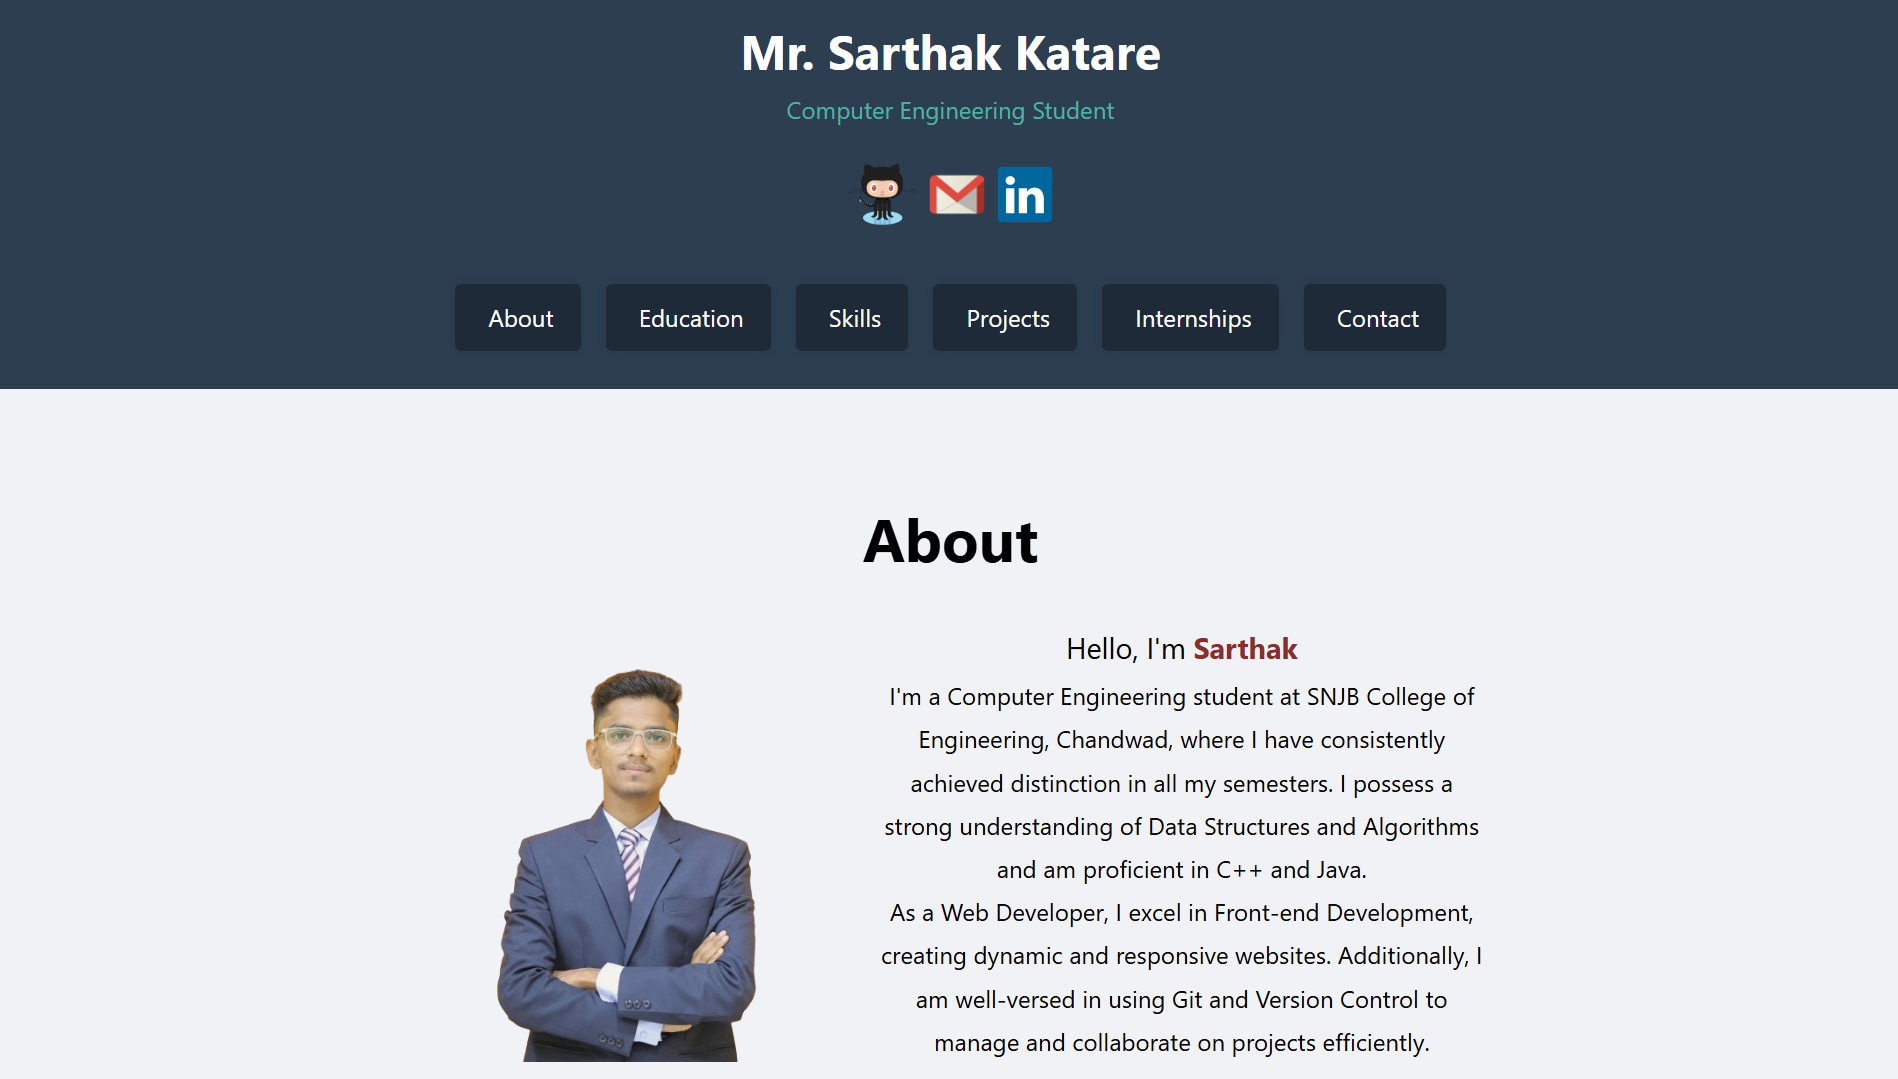 Mr. Sarthak Katare
Computer Engineering Student
in
About
Education
Skills
Projects
Internships
Contact
About
Hello, I'm Sarthak
I'm a Computer Engineering student at SNJB College of
Engineering, Chandwad, where I have consistently
achieved distinction in all my semesters. I possess a
strong understanding of Data Structures and Algorithms
and am proficient in C++ and Java.
As a Web Developer, I excel in Front-end Development,
creating dynamic and responsive websites. Additionally, I
am well-versed in using Git and Version Control to
manage and collaborate on projects efficiently.